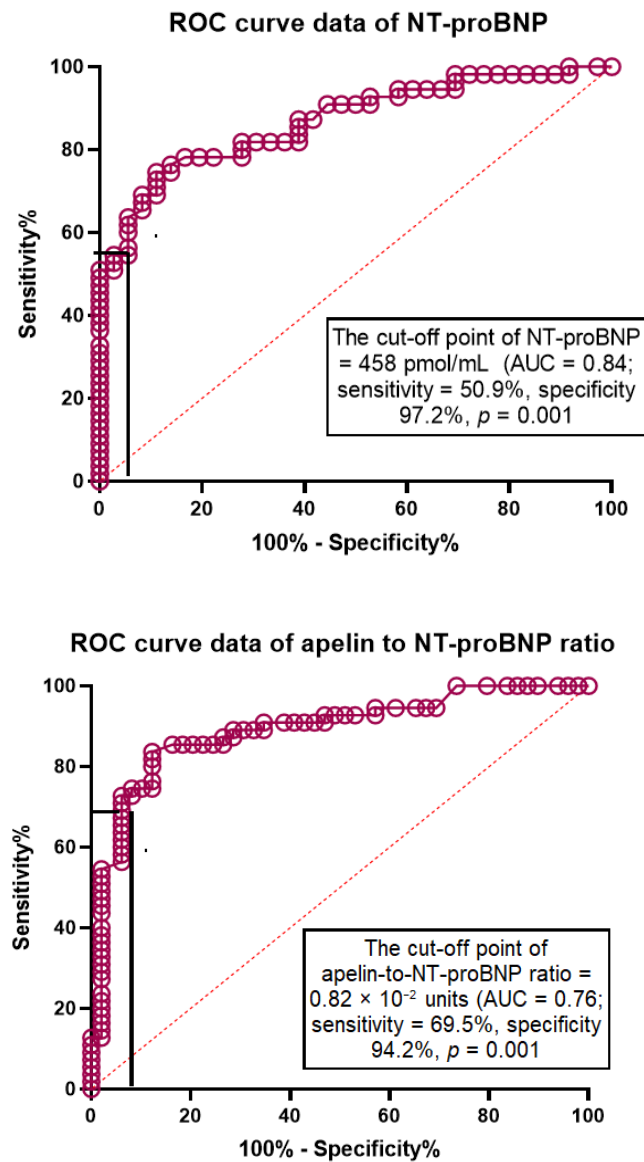 ROC curve data of NT-proBNP
100
80
60
40
20
0
Sensitivity%
The cut-off point of NT-proBNP
= 458 pmol/mL (AUC = 0.84;
sensitivity = 50.9%, specificity
97.2%, p = 0.001
0 20 40 60 80 100
100% - Specificity%
ROC curve data of apelin to NT-proBNP ratio
100
80
60
40
20
0
Sensitivity%
The cut-off point of
apelin-to-NT-proBNP ratio =
0.82 × 10⁻² units (AUC = 0.76;
sensitivity = 69.5%, specificity
94.2%, p = 0.001
0 20 40 60 80 100
100% - Specificity%